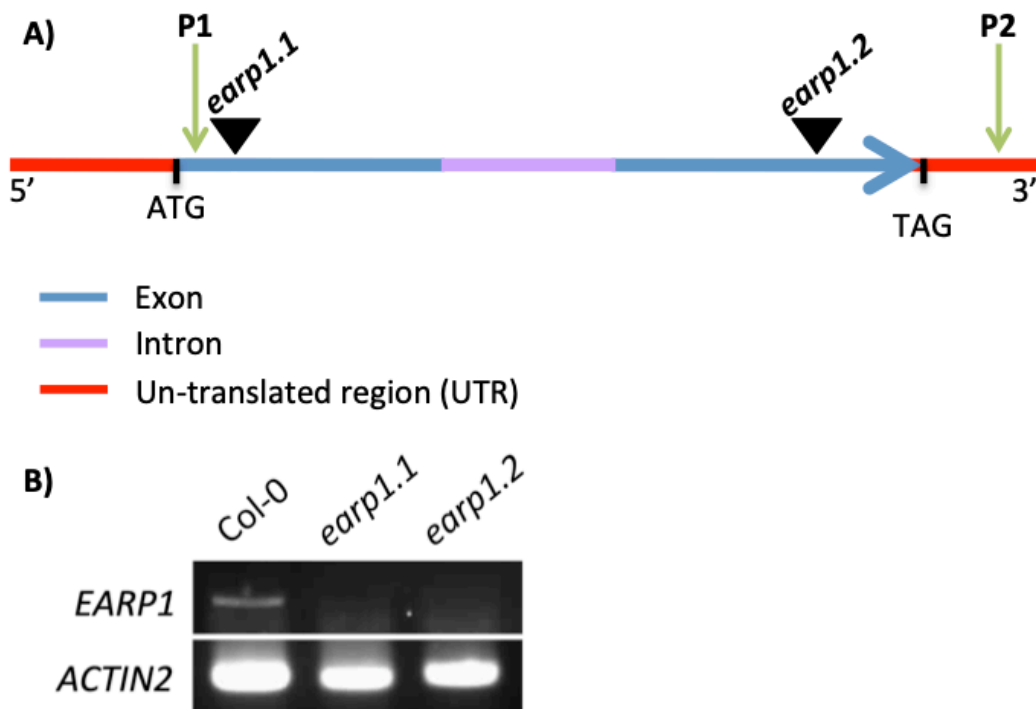 A)
P1
earp1.1
earp1.2
P2
5’
3’
ATG
TAG
Exon
Intron
Un-translated region (UTR)
B)
Col-0
earp1.1
earp1.2
EARP1
ACTIN2